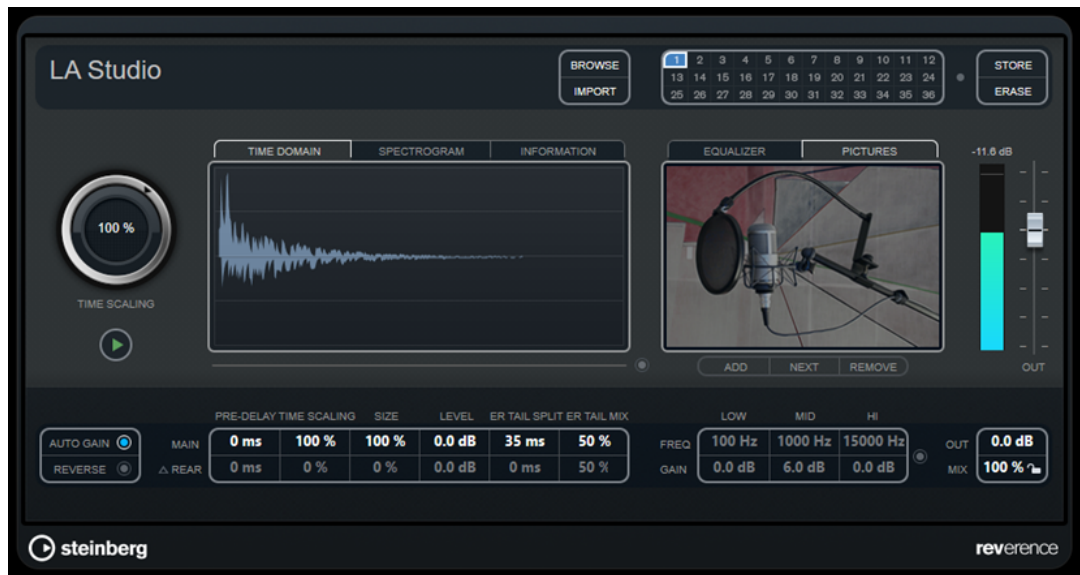 LA Studio
BROWSE
IMPORT
1 2 3 4 5 6 7 8 9 10 11 12
13 14 15 16 17 18 19 20 21 22 23 24
25 26 27 28 29 30 31 32 33 34 35 36
STORE
ERASE
TIME DOMAIN SPECTROGRAM INFORMATION
EQUALIZER PICTURES
-11.6 dB
100 %
TIME SCALING
ADD NEXT REMOVE
OUT
PRE-DELAY TIME SCALING SIZE LEVEL ER TAIL SPLIT ER TAIL MIX
LOW MID HI
AUTO GAIN MAIN 0 ms 100 % 100 % 0.0 dB 35 ms 50 %
FREQ 100 Hz 1000 Hz 15000 Hz
OUT 0.0 dB
REVERSE △ REAR 0 ms 0 % 0 % 0.0 dB 0 ms 50 %
GAIN 0.0 dB 6.0 dB 0.0 dB
MIX 100 %
steinberg
reverence